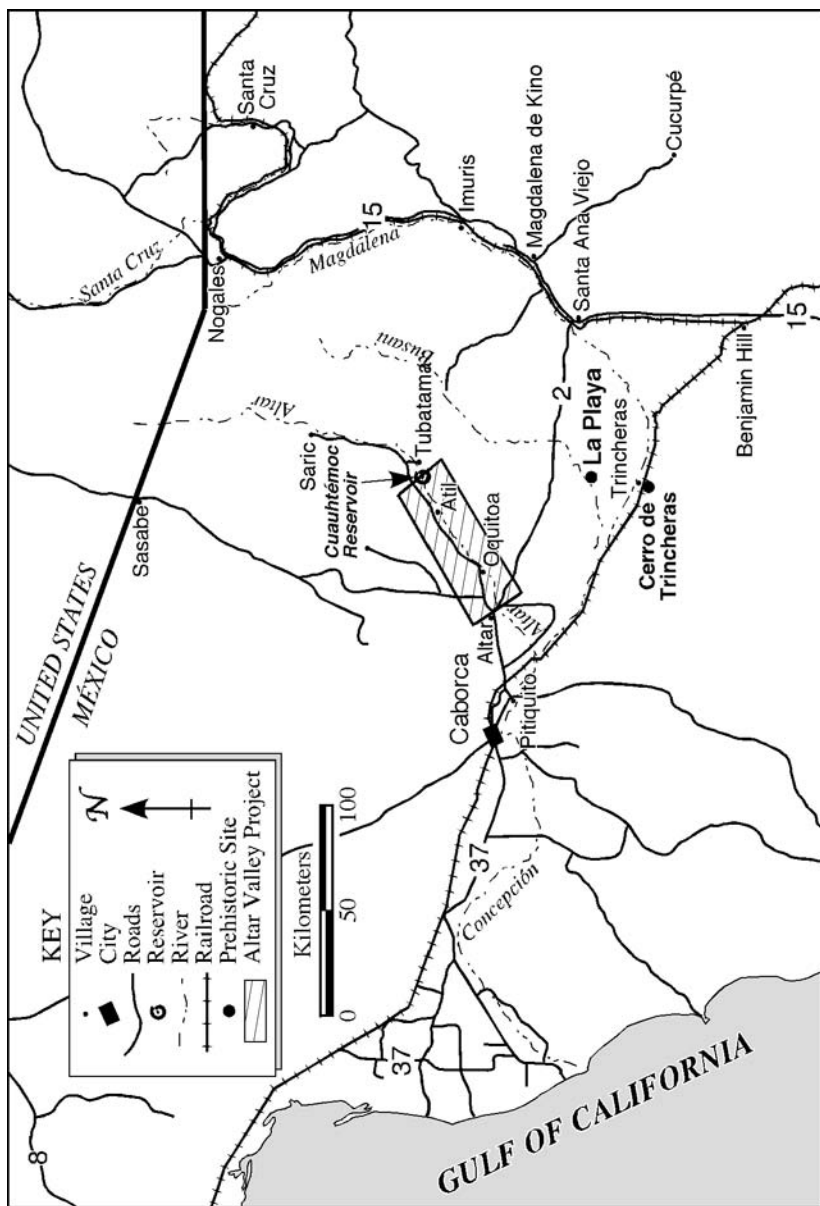 UNITED STATES
MÉXICO
KEY
Village
City
Roads
Reservoir
River
Railroad
Prehistoric Site
Altar Valley Project
N
Kilometers
0
50
100
8
37
37
GULF OF CALIFORNIA
Concepción
Caborca
Pitiquito
Altar
Altar
Oquitoa
Atil
Cuauhtémoc
Reservoir
Tubatama
Saric
Altar
Sasabe
Busani
Nogales
Santa Cruz
Santa
Cruz
Magdalena
15
Imuris
Magdalena de Kino
Cucurpé
Santa Ana Viejo
2
La Playa
Trincheras
Cerro de
Trincheras
Benjamin Hill
15